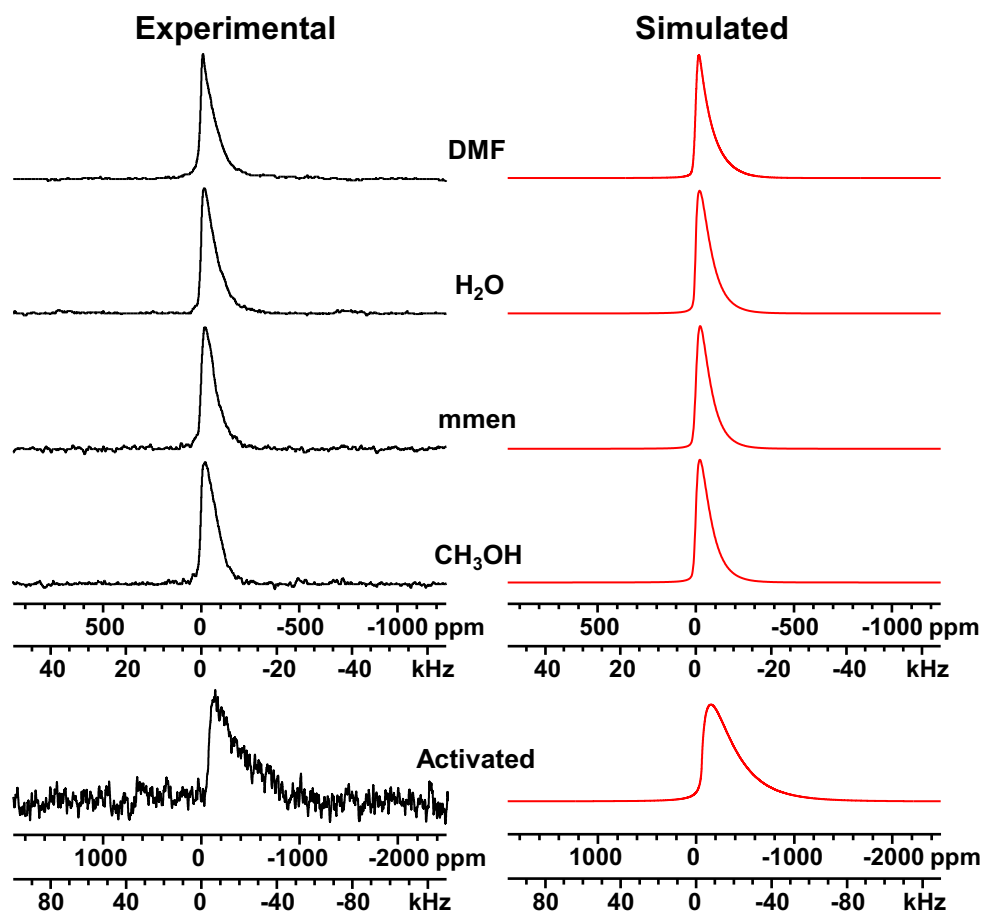 Experimental Simulated
DMF
H₂O
mmen
CH₃OH
500 0 -500 -1000 ppm 500 0 -500 -1000 ppm
40 20 0 -20 -40 kHz 40 20 0 -20 -40 kHz
Activated
1000 0 -1000 -2000 ppm 1000 0 -1000 -2000 ppm
80 40 0 -40 -80 kHz 80 40 0 -40 -80 kHz